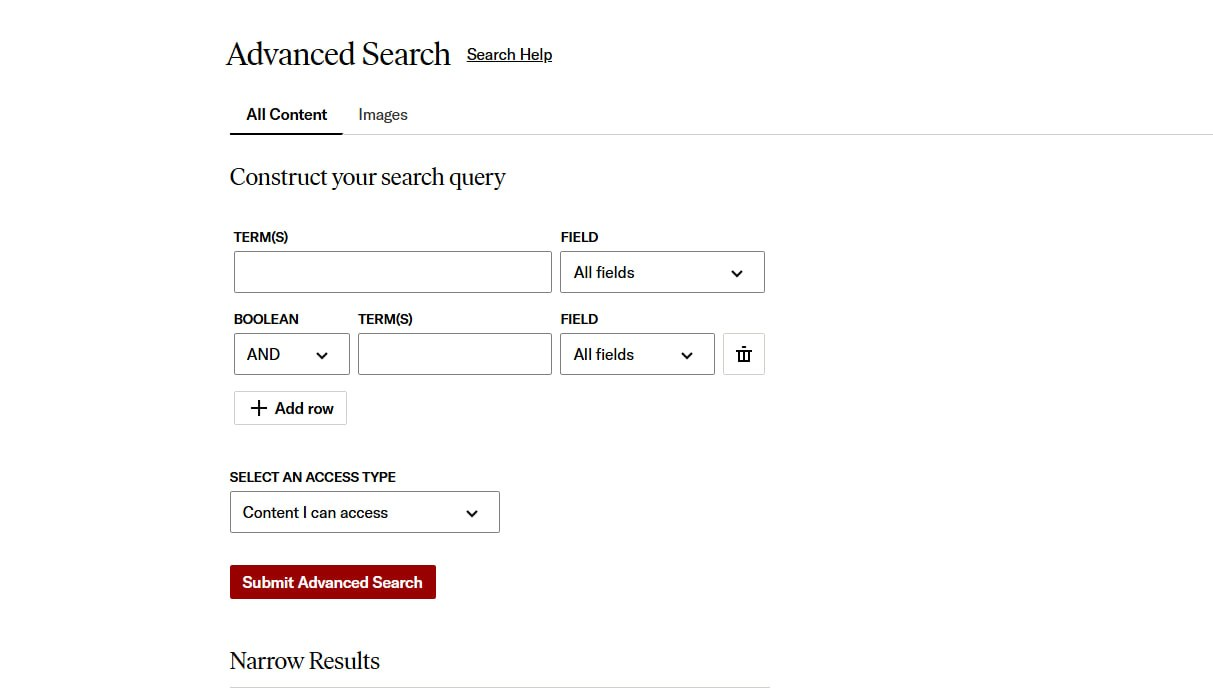 Advanced Search Search Help
All Content Images
Construct your search query
TERM(S) FIELD
All fields
BOOLEAN TERM(S) FIELD
AND All fields
Add row
SELECT AN ACCESS TYPE
Content I can access
Submit Advanced Search
Narrow Results